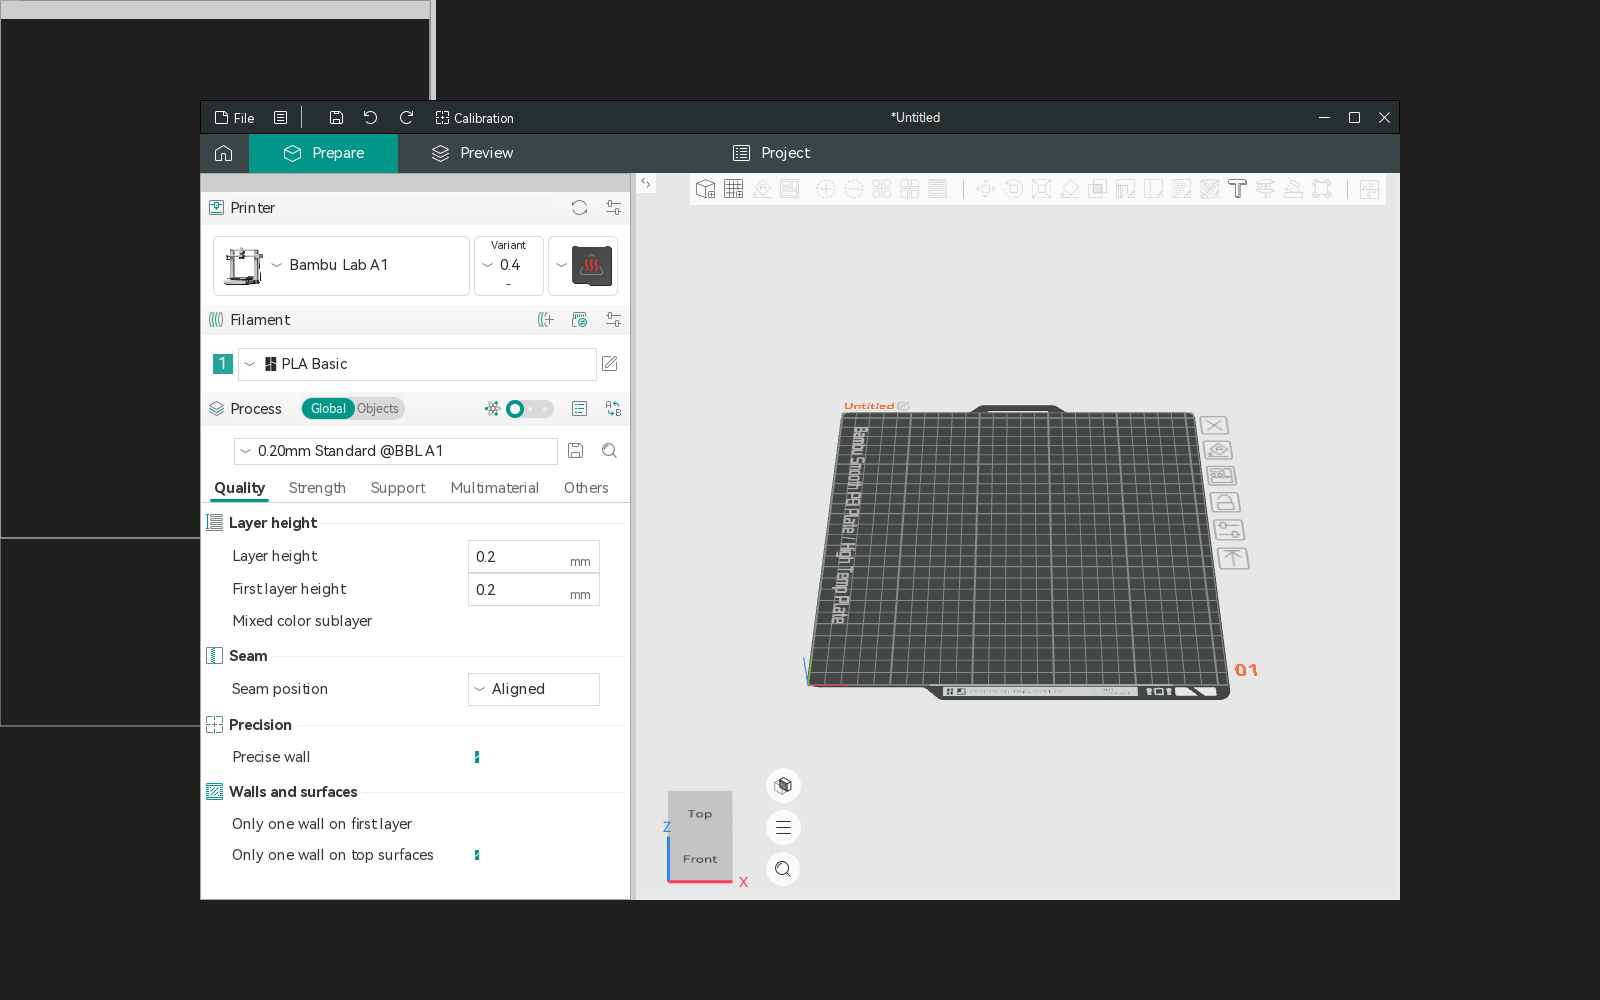 File
Calibration
*Untitled
Prepare
Preview
Project
Printer
Bambu Lab A1
Variant
0.4
-
Filament
1
PLA Basic
Process
Global
Objects
0.20mm Standard @BBL A1
Quality
Strength
Support
Multimaterial
Others
Layer height
Layer height
0.2 mm
First layer height
0.2 mm
Mixed color sublayer
Seam
Seam position
Aligned
Precision
Precise wall
Walls and surfaces
Only one wall on first layer
Only one wall on top surfaces
Untitled
Bambu Smooth PEI Plate / High Temp Plate
01
Top
Front
Z
X